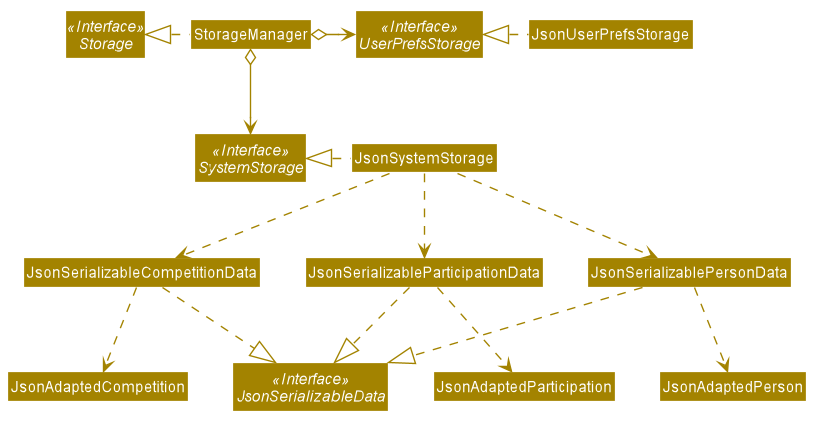 «Interface»
Storage
StorageManager
«Interface»
UserPrefsStorage
JsonUserPrefsStorage
«Interface»
SystemStorage
JsonSystemStorage
JsonSerializableCompetitionData
JsonSerializableParticipationData
JsonSerializablePersonData
JsonAdaptedCompetition
«Interface»
JsonSerializableData
JsonAdaptedParticipation
JsonAdaptedPerson